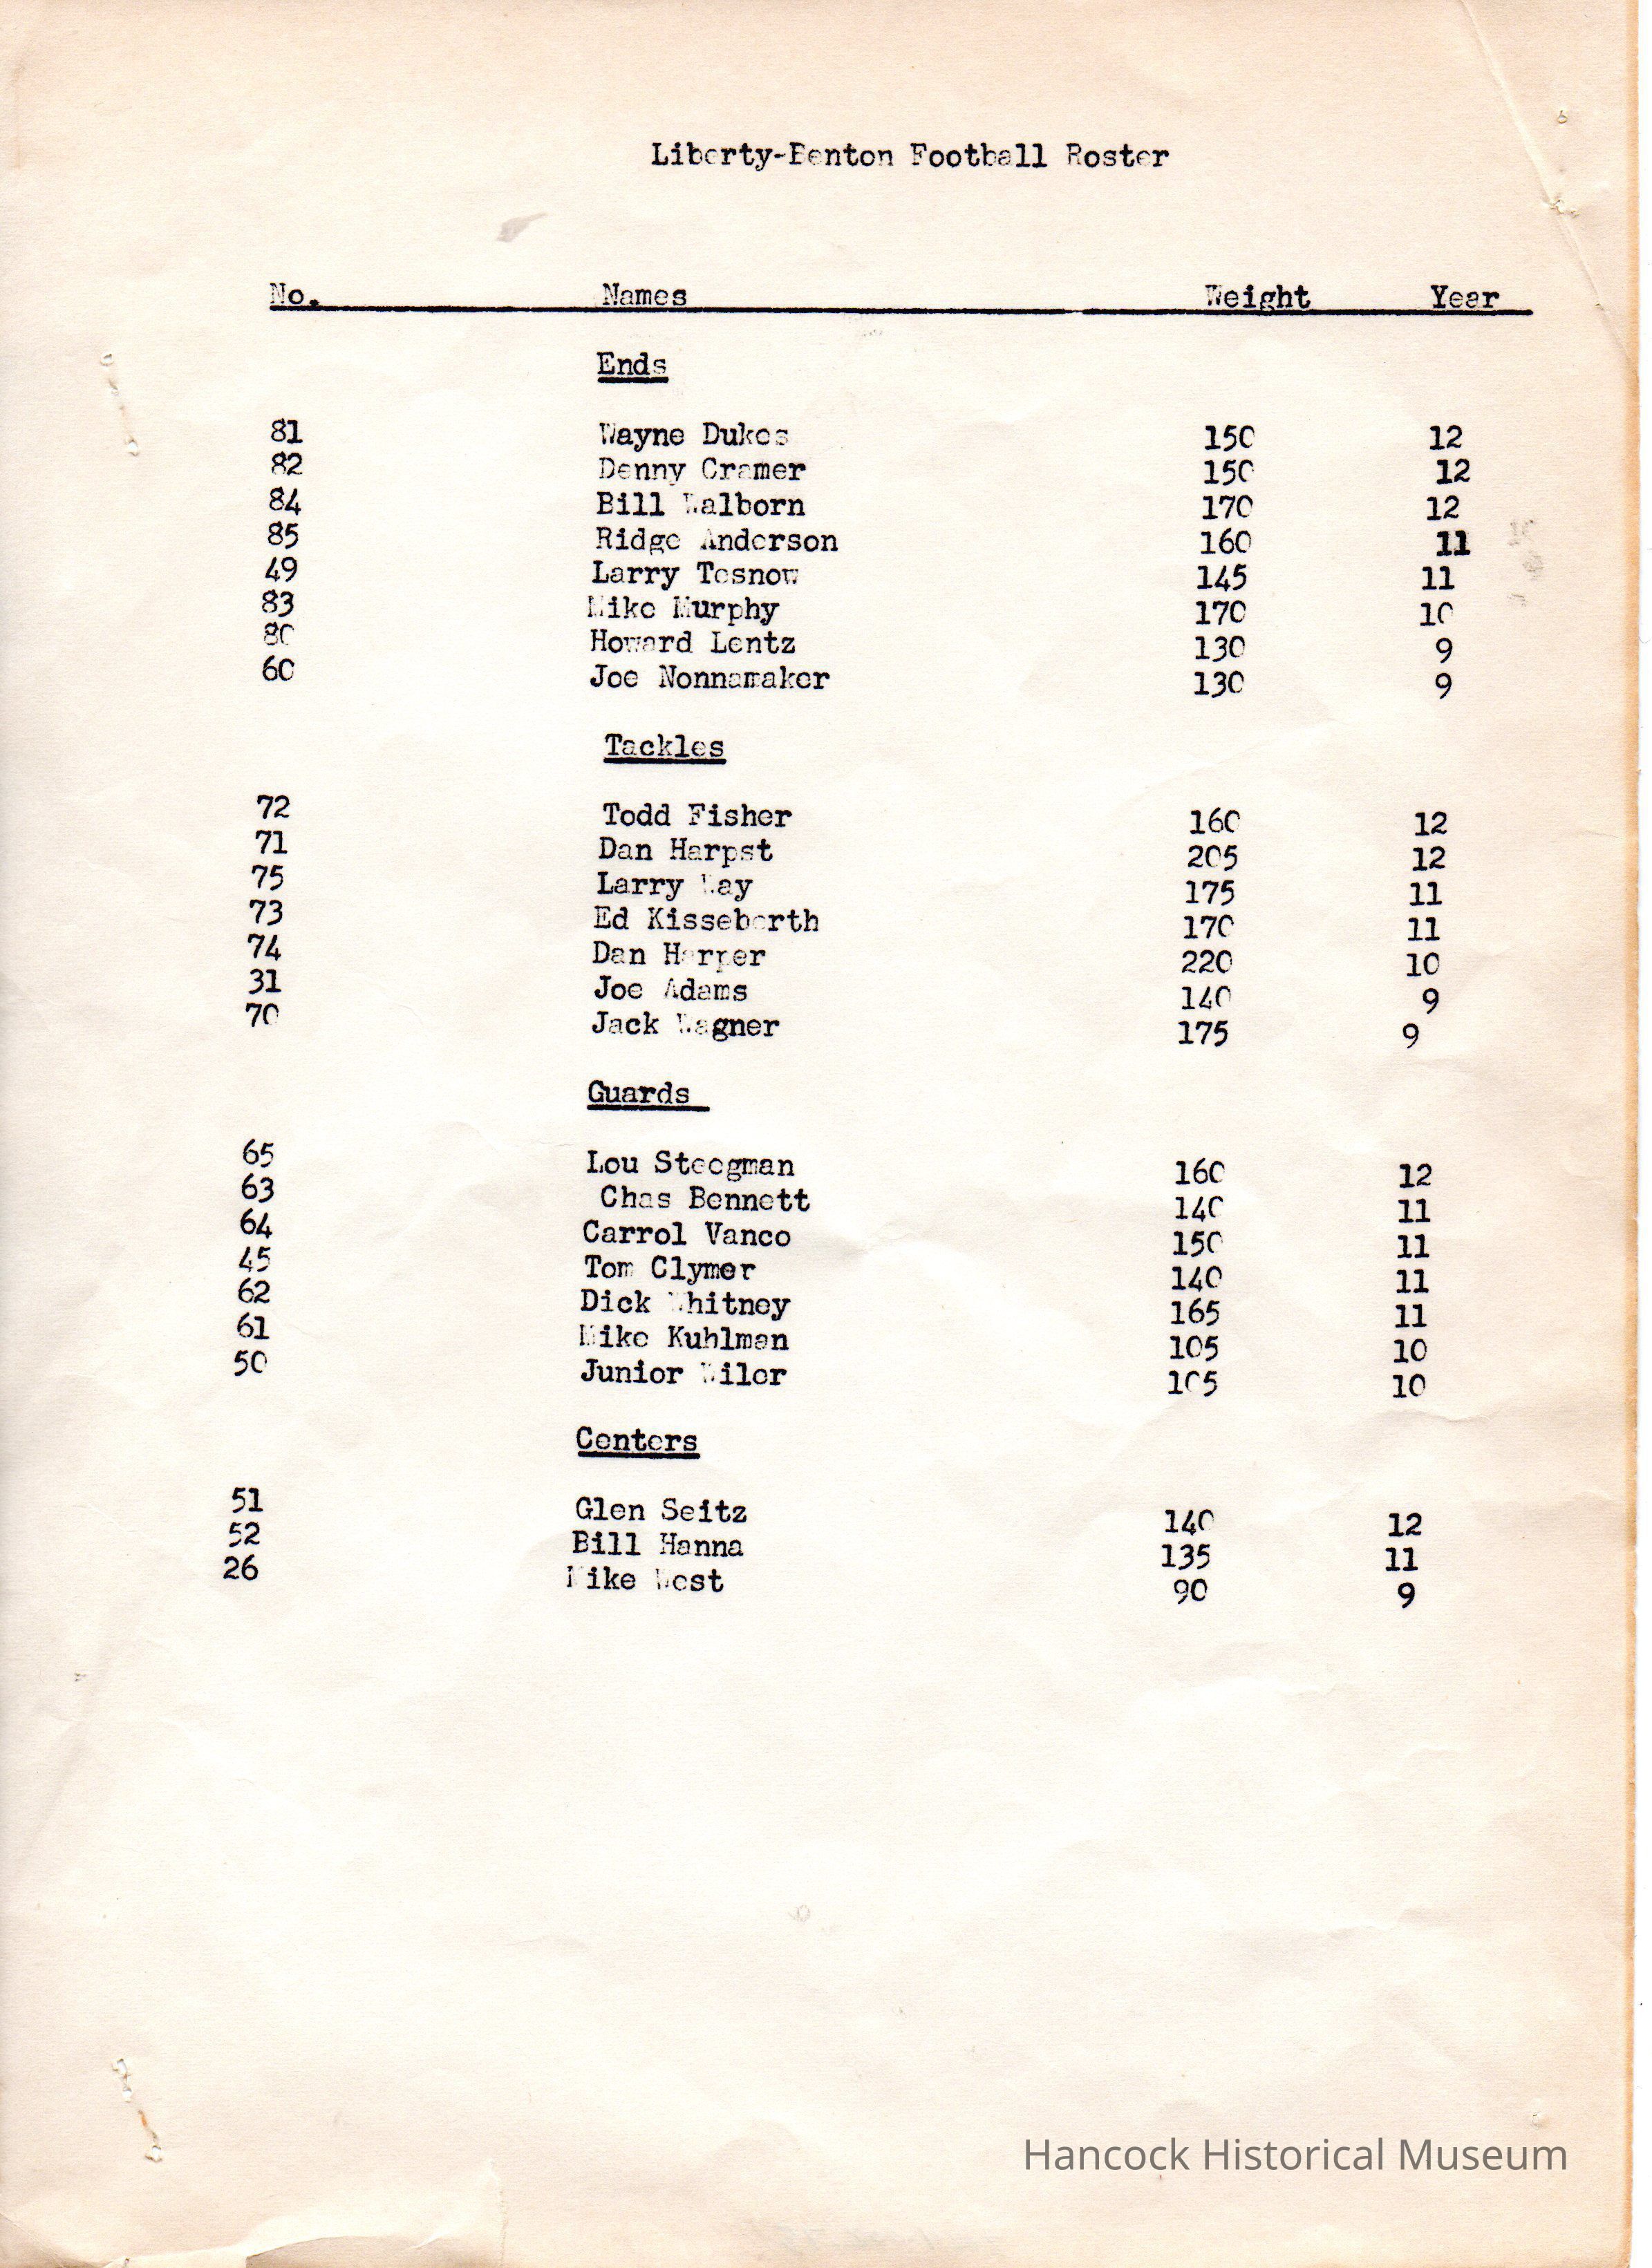 Liberty-Benton Football Roster
No. Names Weight Year
Ends
81 Wayne Dukes 150 12
82 Denny Cramer 150 12
84 Bill Walborn 170 12
85 Ridge Anderson 160 11
49 Larry Tesnow 145 11
83 Mike Murphy 170 10
80 Howard Lentz 130 9
60 Joe Nonnamaker 130 9
Tackles
72 Todd Fisher 160 12
71 Dan Harpst 205 12
75 Larry Way 175 11
73 Ed Kisseberth 170 11
74 Dan Harper 220 10
31 Joe Adams 140 9
70 Jack Wagner 175 9
Guards
65 Lou Steegman 160 12
63 Chas Bennett 140 11
64 Carrol Vance 150 11
45 Tom Clymer 140 11
62 Dick Whitney 165 11
61 Mike Kuhlman 105 10
50 Junior Wiler 105 10
Centers
51 Glen Seitz 140 12
52 Bill Hanna 135 11
26 Mike West 90 9
Hancock Historical Museum